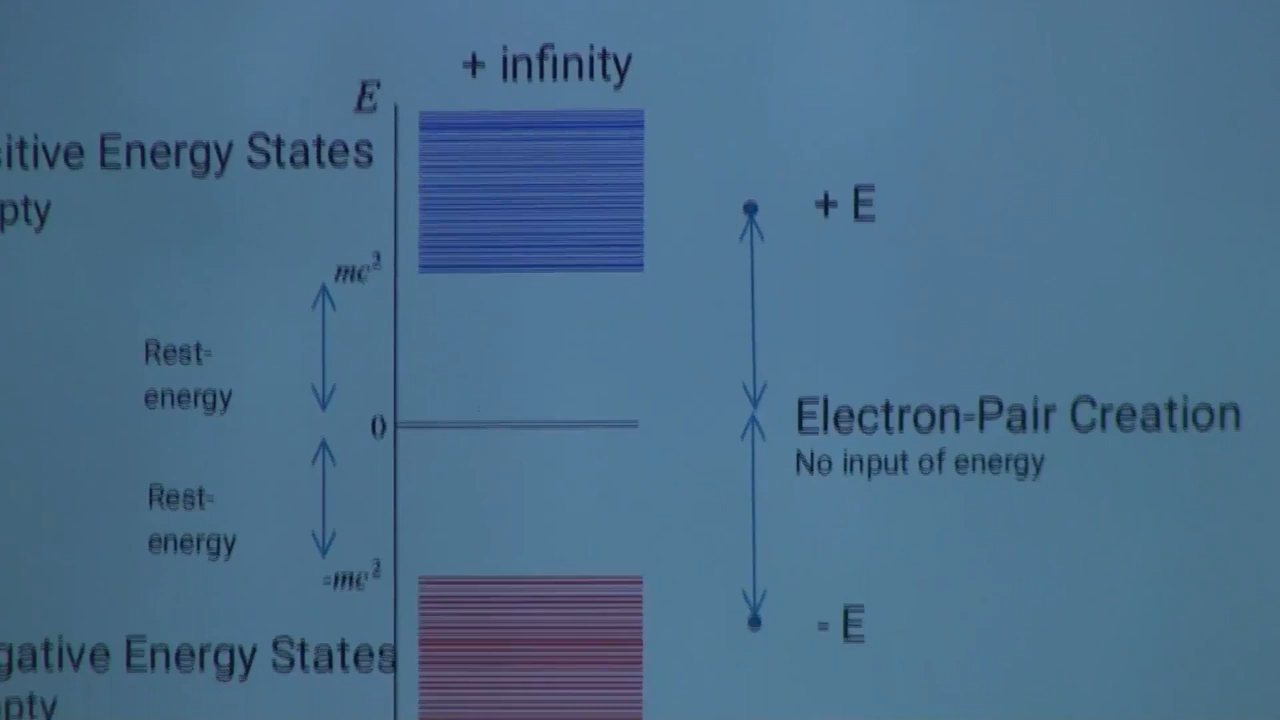 + infinity
E
itive Energy States
pty
+ E
mc²
Rest-
energy
0
Electron-Pair Creation
No input of energy
Rest-
energy
-mc²
- E
gative Energy States
pty